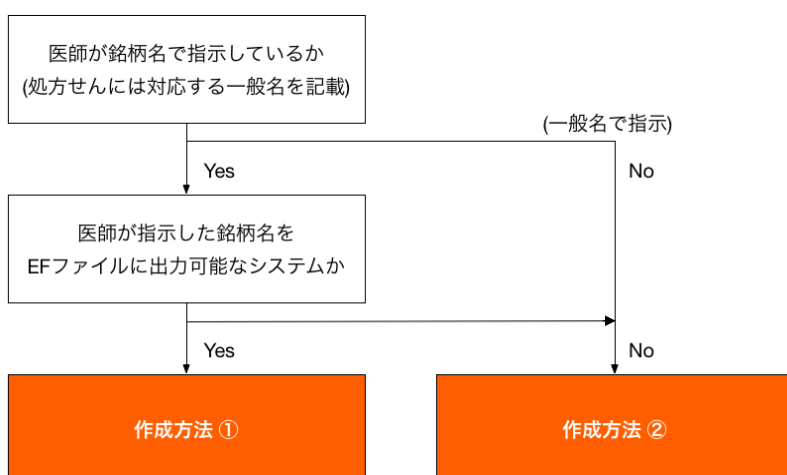 医師が銘柄名で指示しているか
(処方せんには対応する一般名を記載)
(一般名で指示)
Yes
No
医師が指示した銘柄名を
EFファイルに出力可能なシステムか
Yes
No
作成方法 ①
作成方法 ②